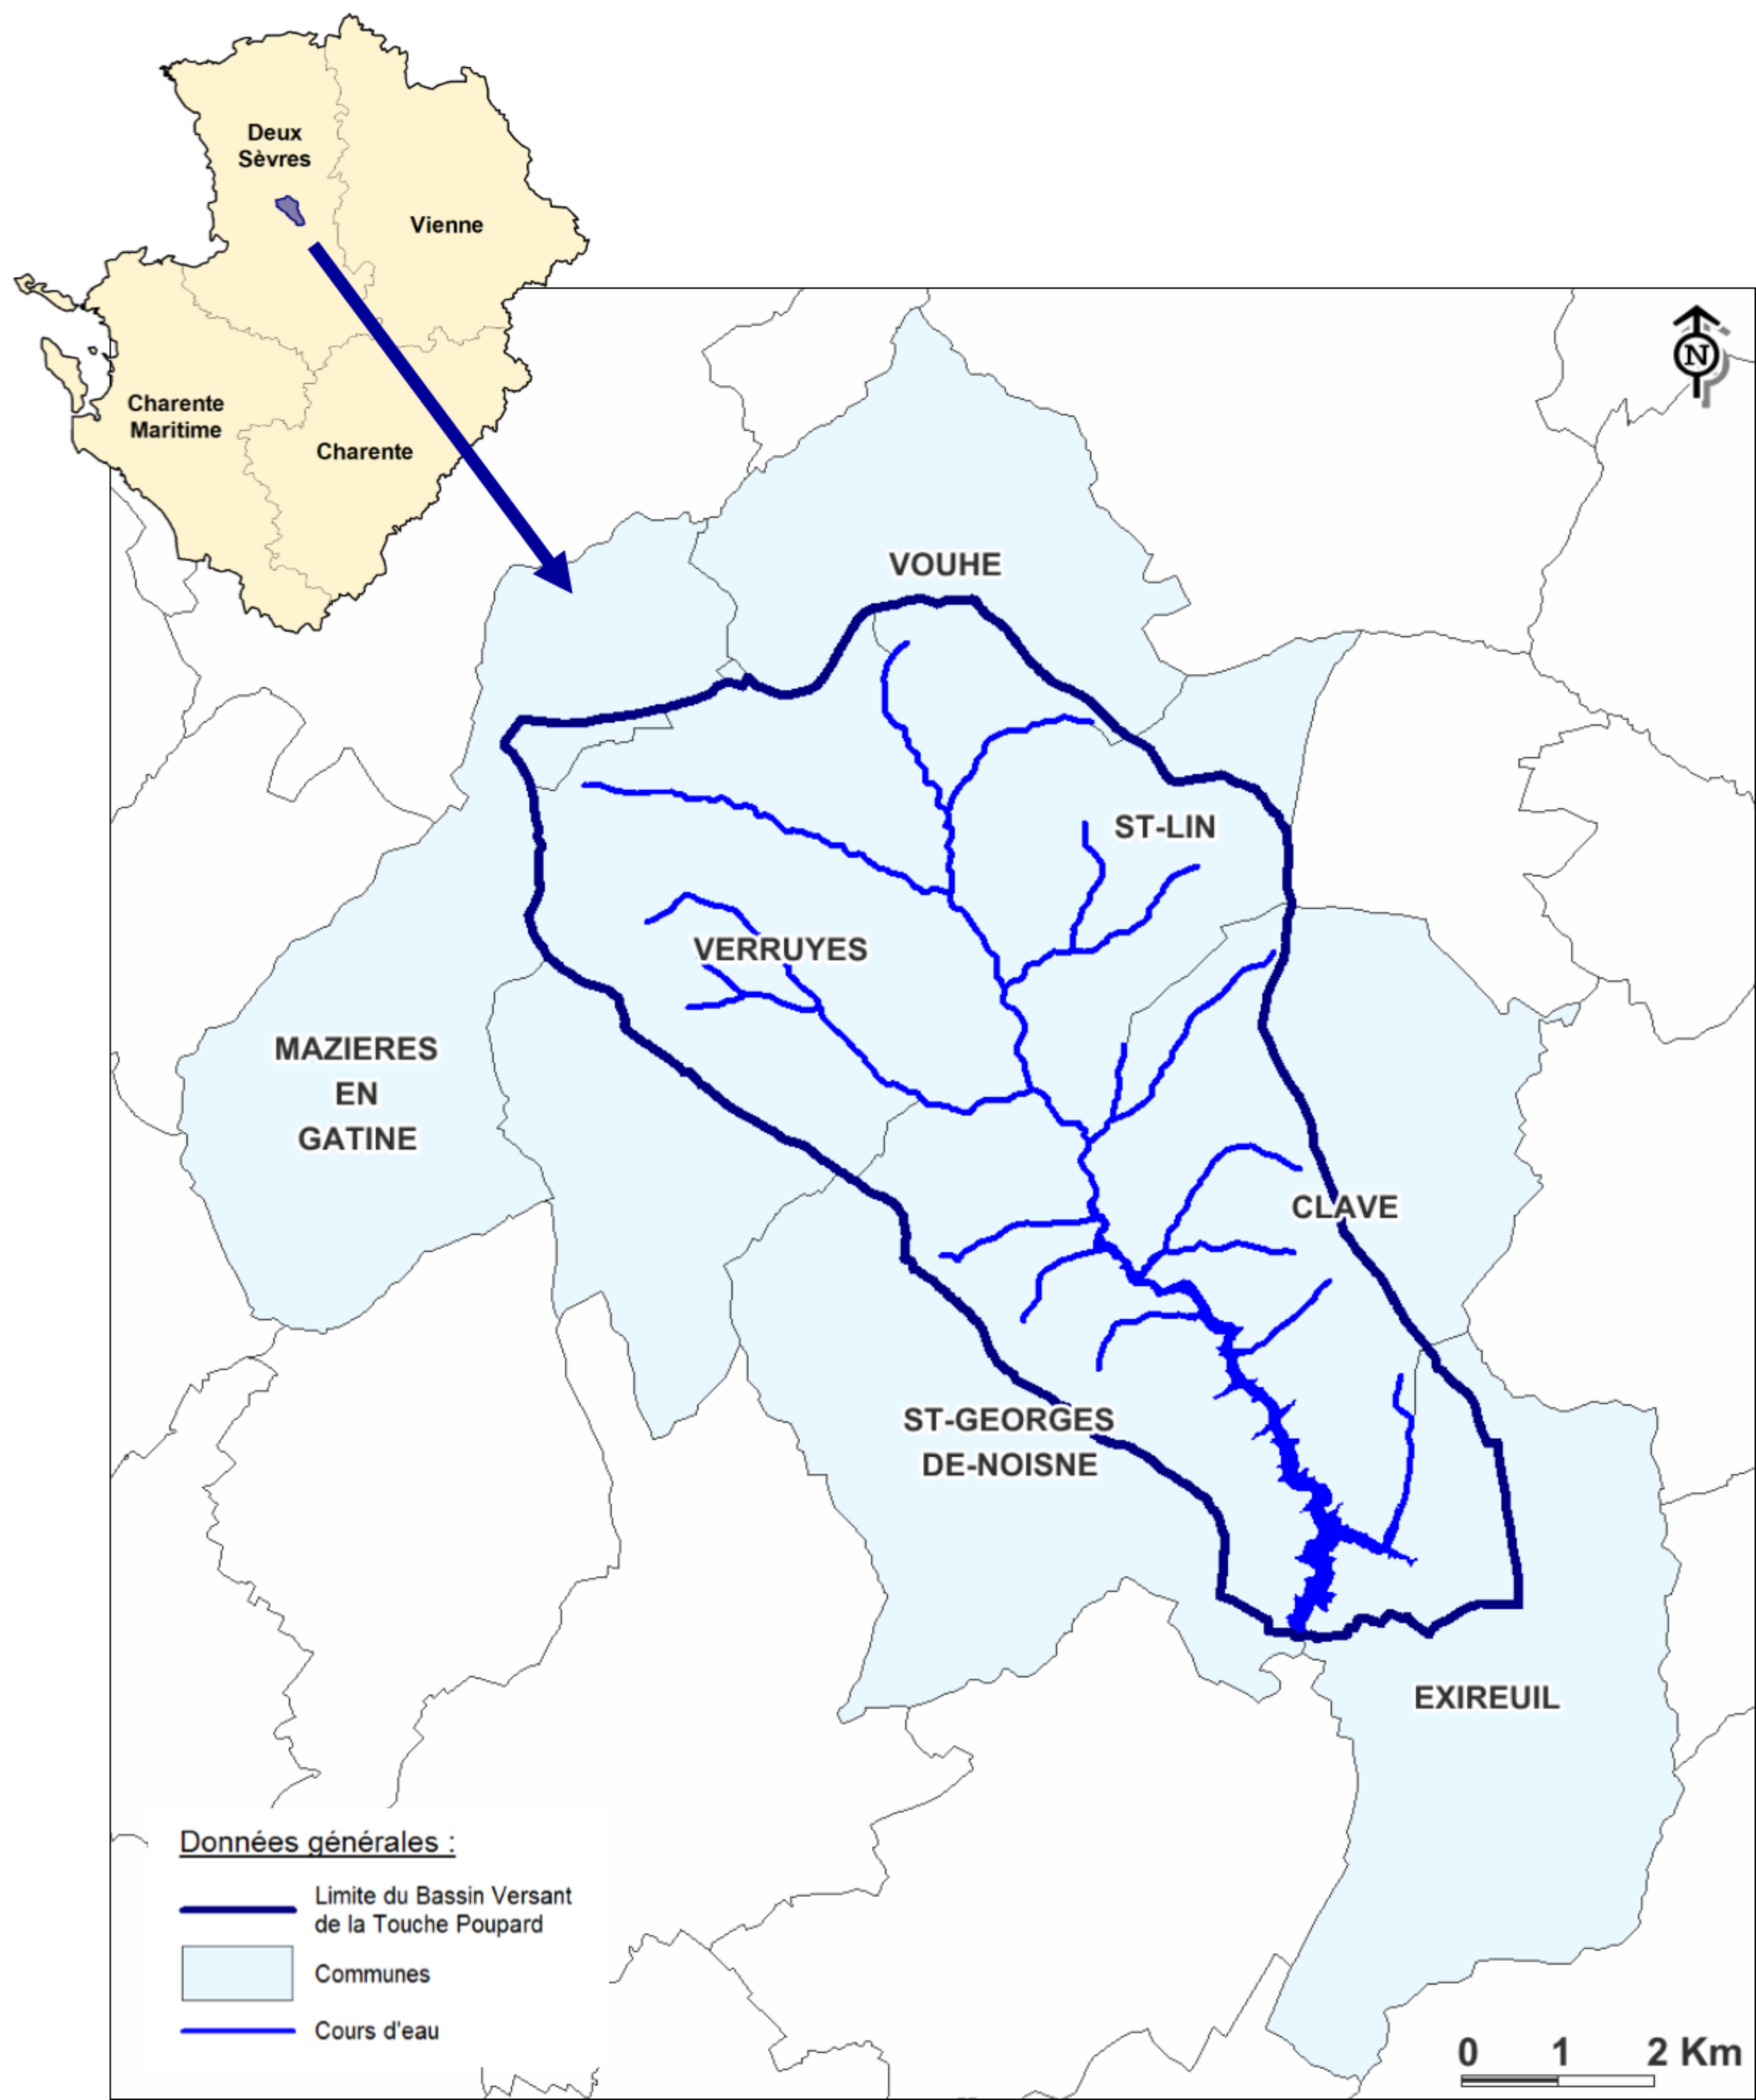 Deux
Sèvres
Vienne
Charente
Maritime
Charente
N
VOUHE
ST-LIN
VERRUYES
MAZIERES
EN
GATINE
CLAVE
ST-GEORGES
DE-NOISNE
EXIREUIL
Données générales :
Limite du Bassin Versant
de la Touche Poupard
Communes
Cours d'eau
0 1 2 Km